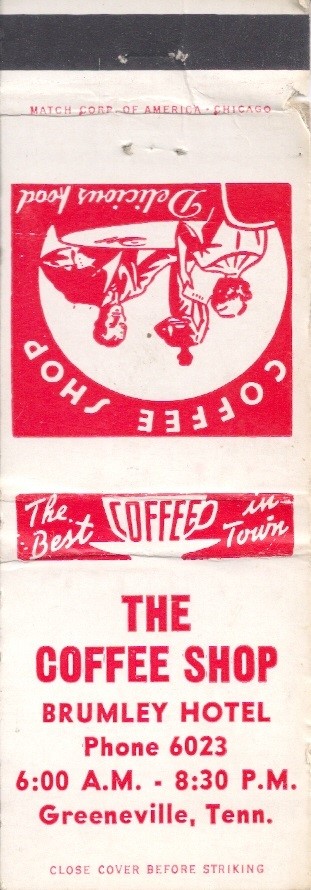 MATCH CORP. OF AMERICA · CHICAGO
Delicious Food
COFFEE SHOP
The Best COFFEE in Town
THE
COFFEE SHOP
BRUMLEY HOTEL
Phone 6023
6:00 A.M. - 8:30 P.M.
Greeneville, Tenn.
CLOSE COVER BEFORE STRIKING